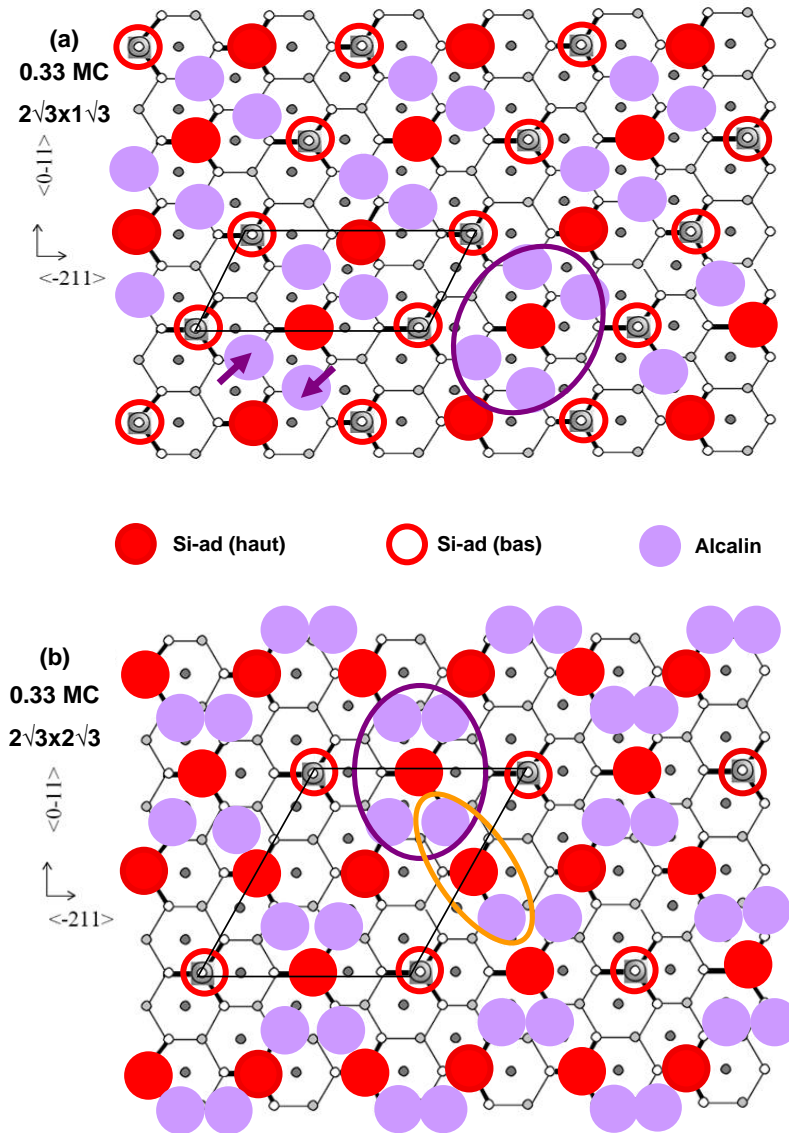 (a)
0.33 MC
2√3x1√3
<0-11>
<-211>
Si-ad (haut)
Si-ad (bas)
Alcalin
(b)
0.33 MC
2√3x2√3
<0-11>
<-211>